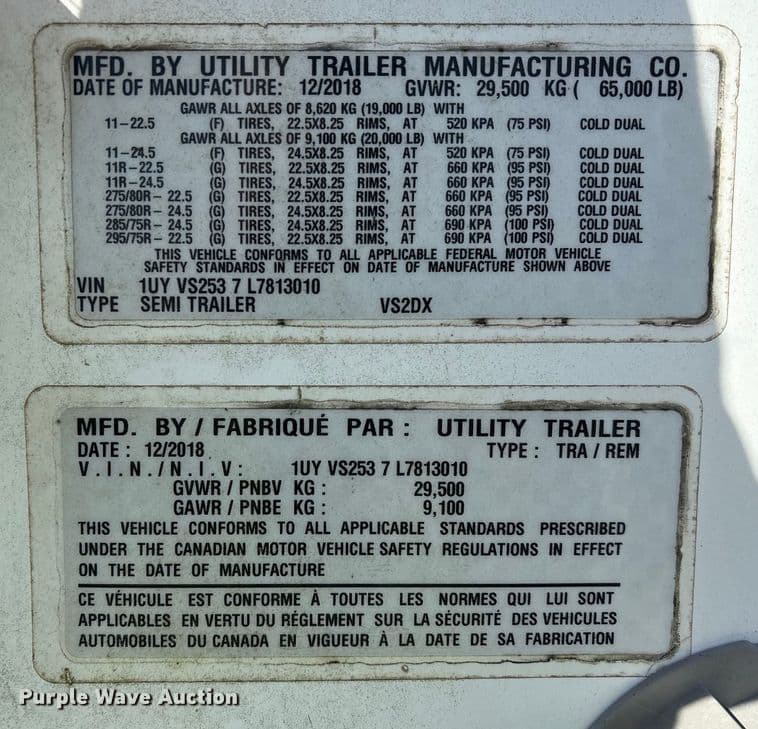 MFD. BY UTILITY TRAILER MANUFACTURING CO.
DATE OF MANUFACTURE: 12/2018 GVWR: 29,500 KG ( 65,000 LB)
GAWR ALL AXLES OF 8,620 KG (19,000 LB) WITH
11-22.5 (F) TIRES, 22.5X8.25 RIMS, AT 520 KPA (75 PSI) COLD DUAL
GAWR ALL AXLES OF 9,100 KG (20,000 LB) WITH
11-24.5 (F) TIRES, 24.5X8.25 RIMS, AT 520 KPA (75 PSI) COLD DUAL
11R-22.5 (G) TIRES, 22.5X8.25 RIMS, AT 660 KPA (95 PSI) COLD DUAL
11R-24.5 (G) TIRES, 24.5X8.25 RIMS, AT 660 KPA (95 PSI) COLD DUAL
275/80R- 22.5 (G) TIRES, 22.5X8.25 RIMS, AT 660 KPA (95 PSI) COLD DUAL
275/80R- 24.5 (G) TIRES, 24.5X8.25 RIMS, AT 660 KPA (95 PSI) COLD DUAL
285/75R- 24.5 (G) TIRES, 24.5X8.25 RIMS, AT 690 KPA (100 PSI) COLD DUAL
295/75R- 22.5 (G) TIRES, 22.5X8.25 RIMS, AT 690 KPA (100 PSI) COLD DUAL
THIS VEHICLE CONFORMS TO ALL APPLICABLE FEDERAL MOTOR VEHICLE
SAFETY STANDARDS IN EFFECT ON DATE OF MANUFACTURE SHOWN ABOVE
VIN 1UY VS253 7 L7813010
TYPE SEMI TRAILER VS2DX
MFD. BY / FABRIQUÉ PAR : UTILITY TRAILER
DATE : 12/2018 TYPE : TRA / REM
V.I.N./N.I.V: 1UY VS253 7 L7813010
GVWR / PNBV KG : 29,500
GAWR / PNBE KG : 9,100
THIS VEHICLE CONFORMS TO ALL APPLICABLE STANDARDS PRESCRIBED
UNDER THE CANADIAN MOTOR VEHICLE SAFETY REGULATIONS IN EFFECT
ON THE DATE OF MANUFACTURE
CE VÉHICULE EST CONFORME À TOUTES LES NORMES QUI LUI SONT
APPLICABLES EN VERTU DU RÉGLEMENT SUR LA SÉCURITÉ DES VEHICULES
AUTOMOBILES DU CANADA EN VIGUEUR À LA DATE DE SA FABRICATION
Purple Wave Auction